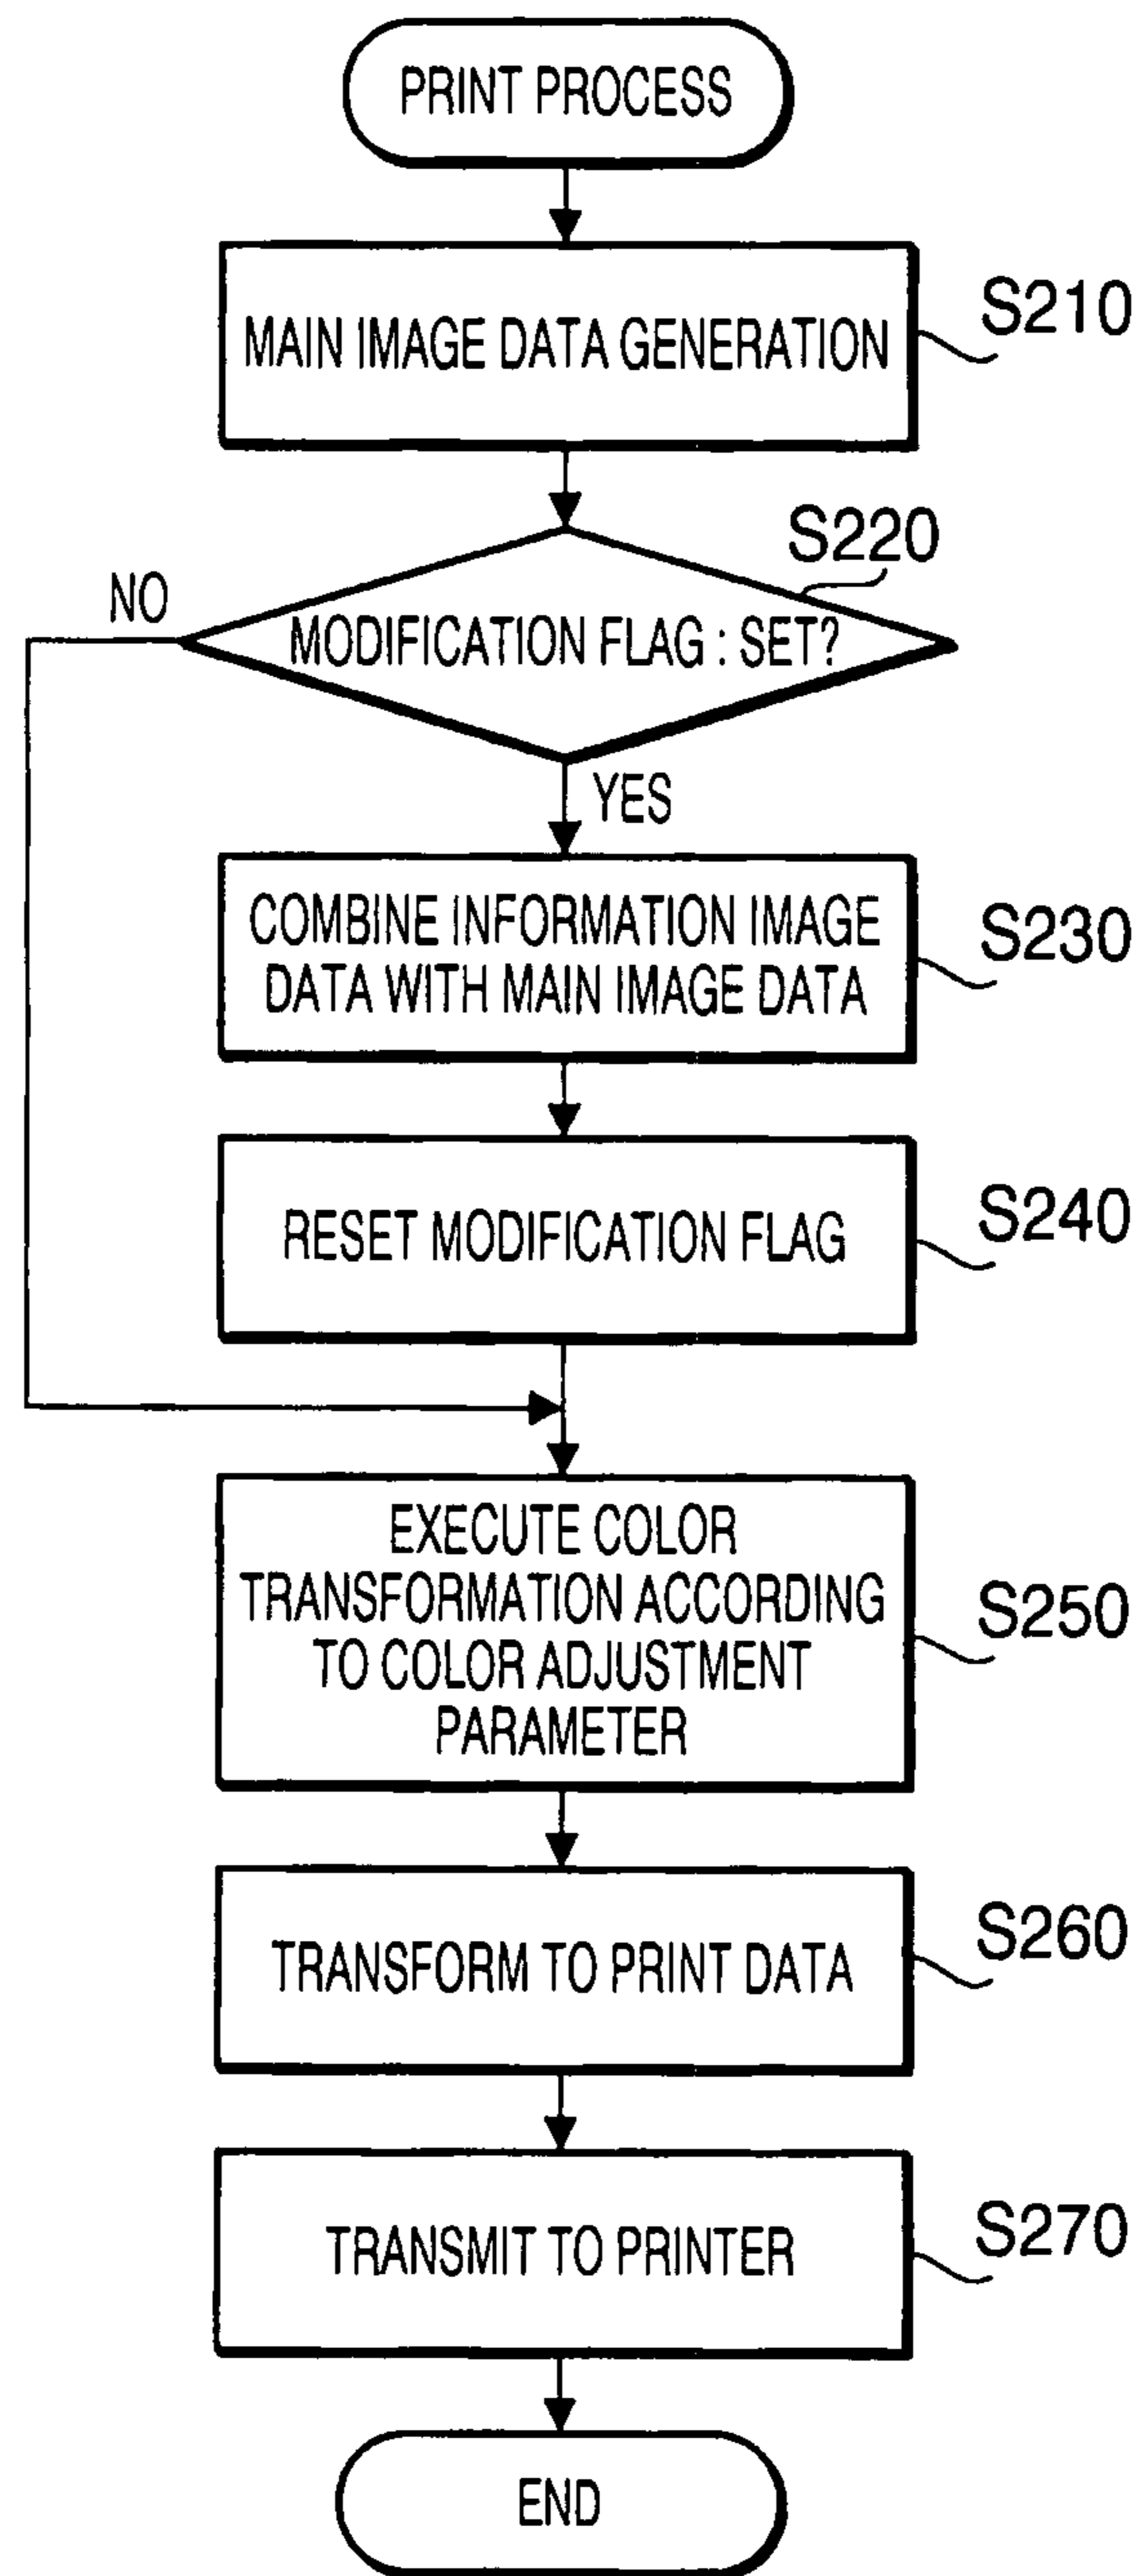 PRINT PROCESS
MAIN IMAGE DATA GENERATION
S210
S220
NO
MODIFICATION FLAG : SET?
YES
COMBINE INFORMATION IMAGE
DATA WITH MAIN IMAGE DATA
S230
RESET MODIFICATION FLAG
S240
EXECUTE COLOR
TRANSFORMATION ACCORDING
TO COLOR ADJUSTMENT
PARAMETER
S250
TRANSFORM TO PRINT DATA
S260
TRANSMIT TO PRINTER
S270
END